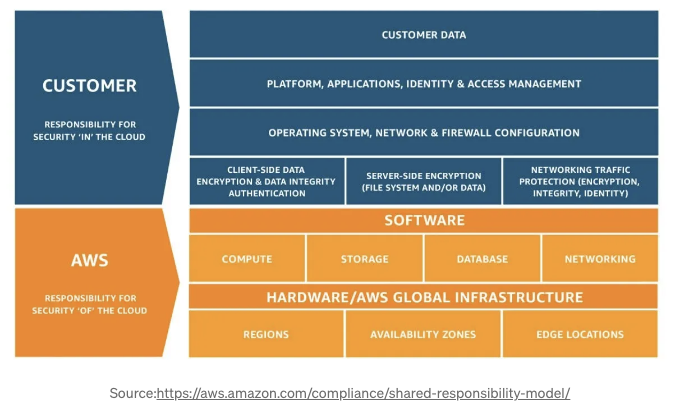 CUSTOMER
RESPONSIBILITY FOR
SECURITY ‘IN’ THE CLOUD
CUSTOMER DATA
PLATFORM, APPLICATIONS, IDENTITY & ACCESS MANAGEMENT
OPERATING SYSTEM, NETWORK & FIREWALL CONFIGURATION
CLIENT-SIDE DATA
ENCRYPTION & DATA INTEGRITY
AUTHENTICATION
SERVER-SIDE ENCRYPTION
(FILE SYSTEM AND/OR DATA)
NETWORKING TRAFFIC
PROTECTION (ENCRYPTION,
INTEGRITY, IDENTITY)
AWS
RESPONSIBILITY FOR
SECURITY ‘OF’ THE CLOUD
SOFTWARE
COMPUTE
STORAGE
DATABASE
NETWORKING
HARDWARE/AWS GLOBAL INFRASTRUCTURE
REGIONS
AVAILABILITY ZONES
EDGE LOCATIONS
Source:https://aws.amazon.com/compliance/shared-responsibility-model/